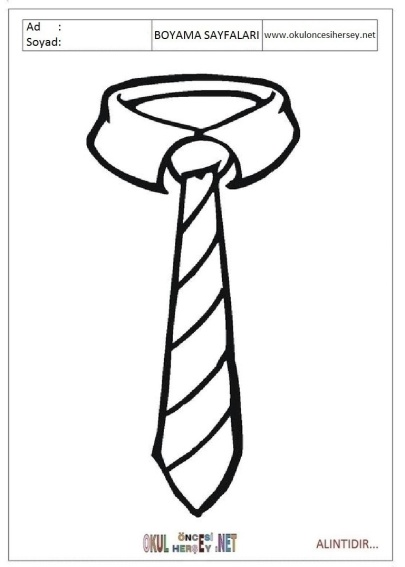 Ad :
Soyad:
BOYAMA SAYFALARI
www.okuloncesihersey.net
OKUL ÖNCESİ HERŞEY .NET
ALINTIDIR...